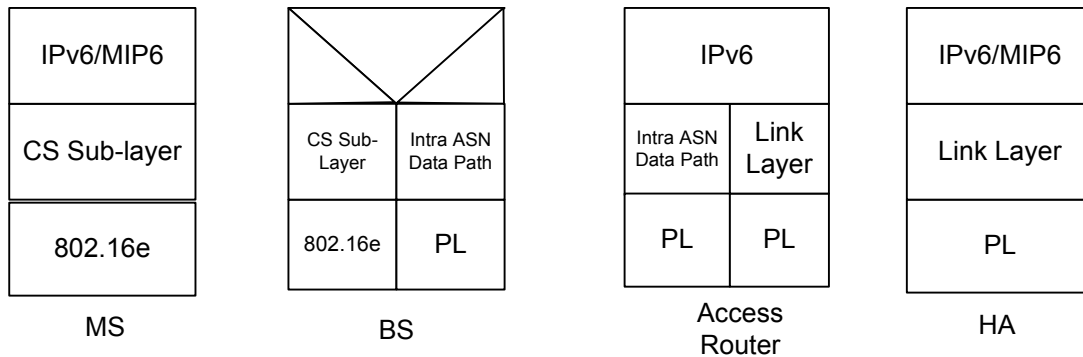 IPv6/MIP6
CS Sub-layer
802.16e
MS
CS Sub-
Layer
Intra ASN
Data Path
802.16e
PL
BS
IPv6
Intra ASN
Data Path
Link
Layer
PL
PL
Access
Router
IPv6/MIP6
Link Layer
PL
HA